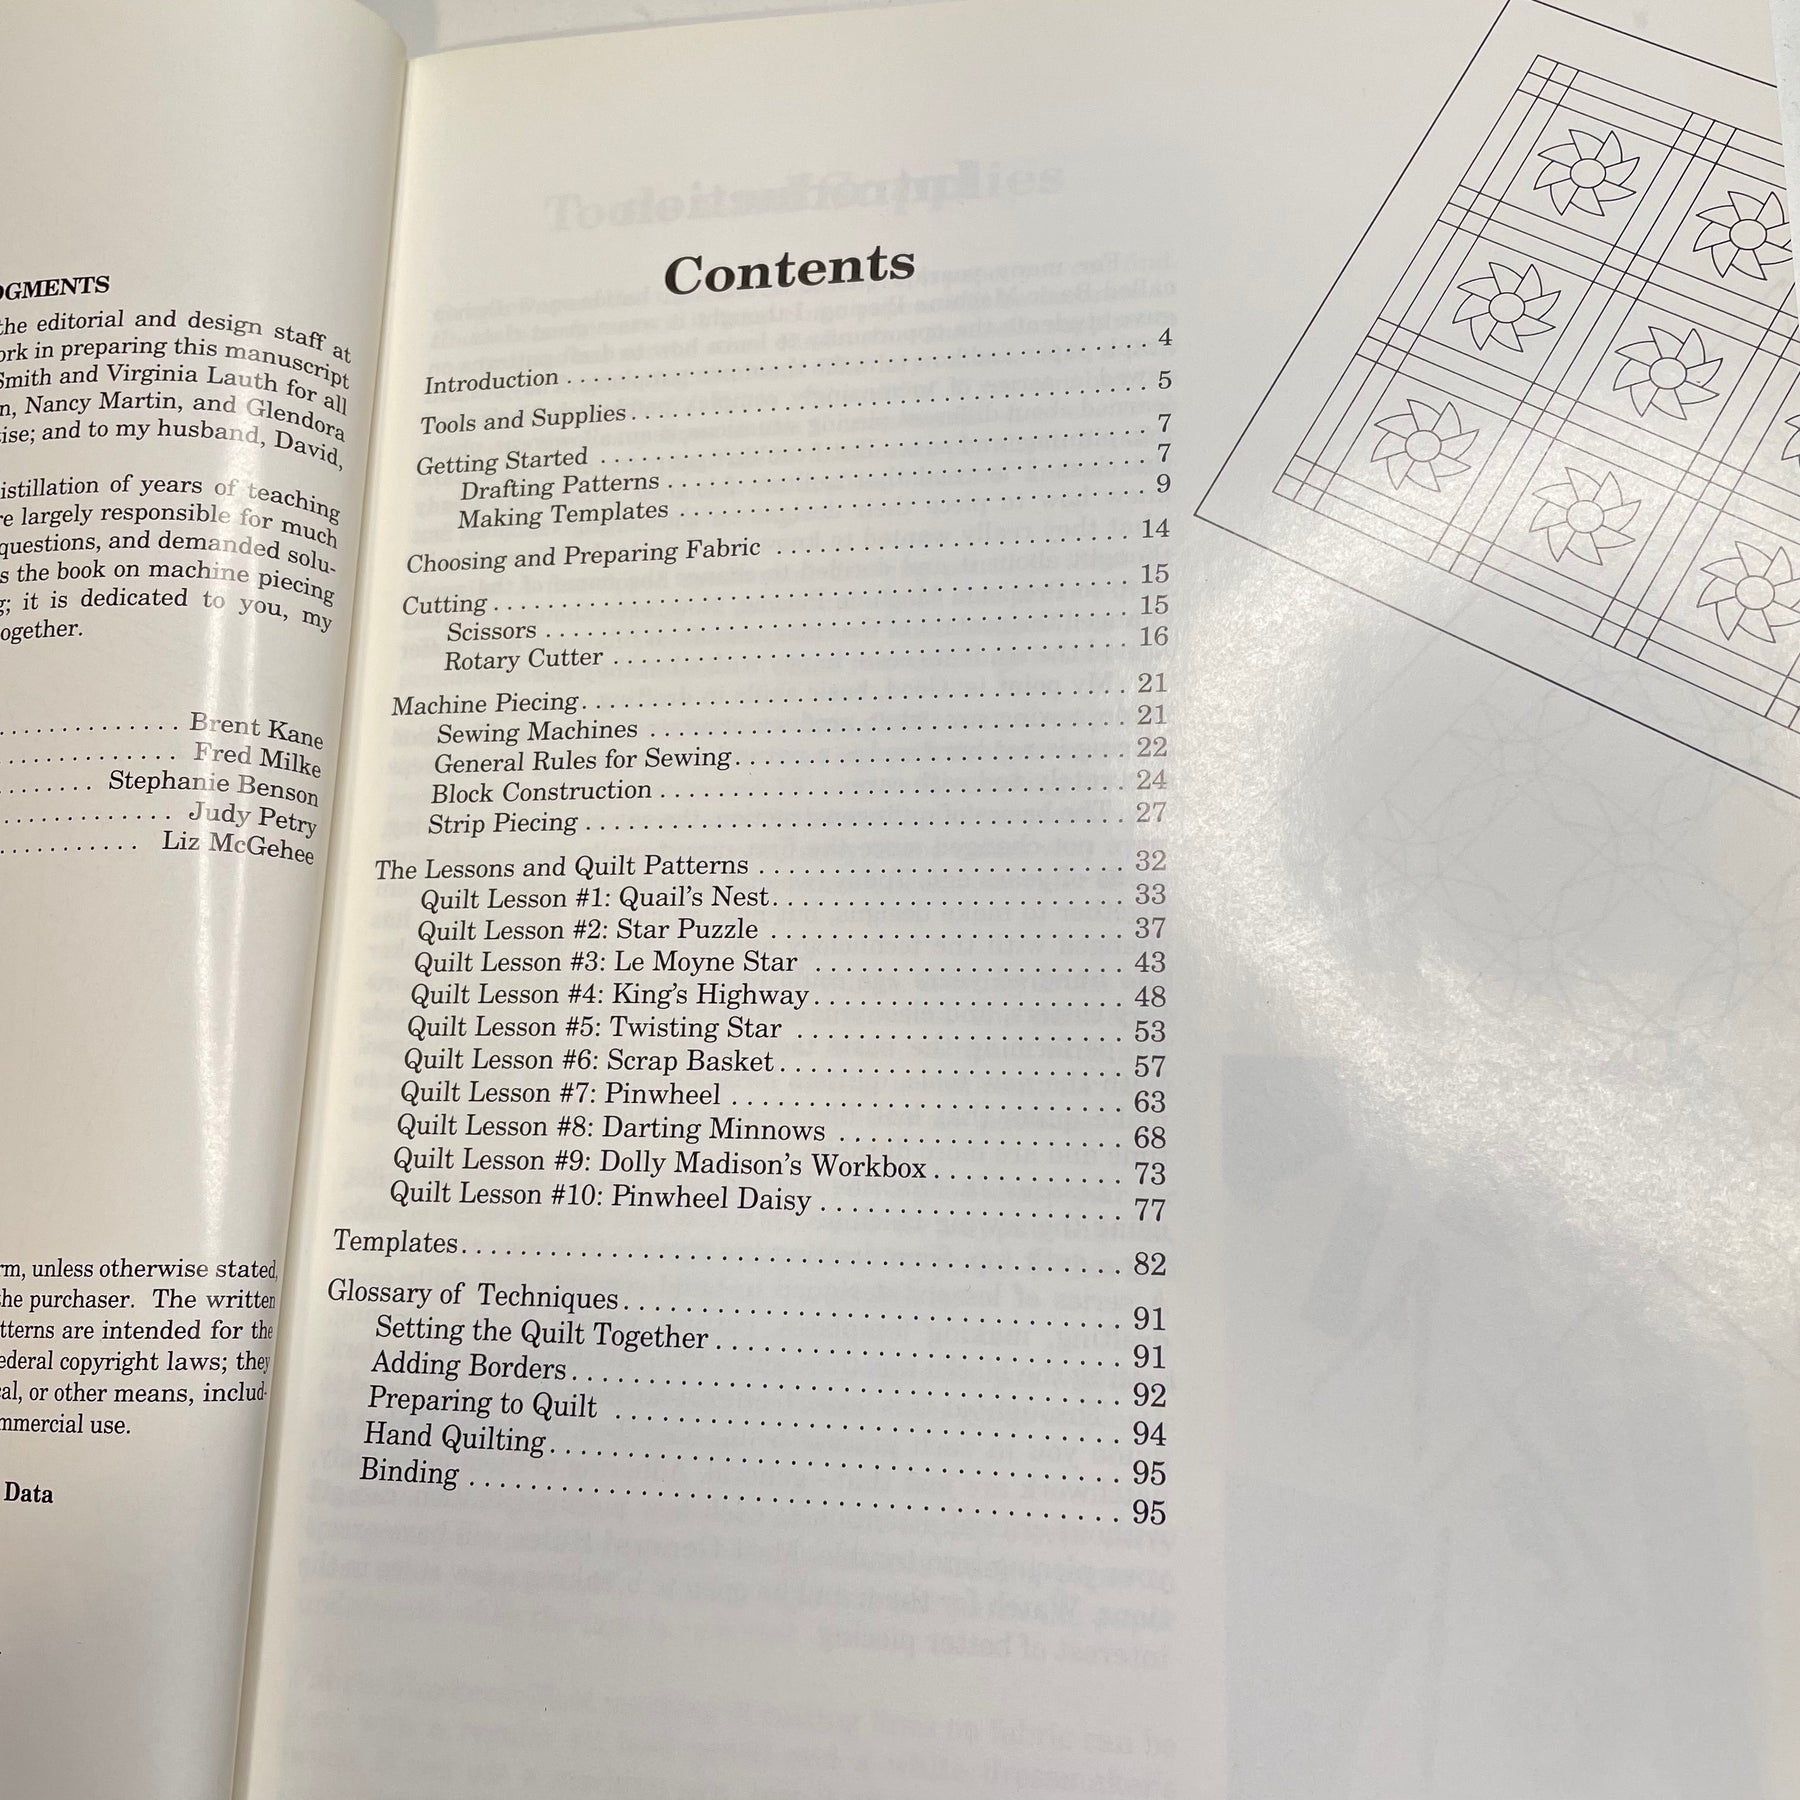 OGMENTS
the editorial and design staff at
ork in preparing this manuscript
Smith and Virginia Lauth for all
n, Nancy Martin, and Glendora
ise; and to my husband, David,
istillation of years of teaching
re largely responsible for much
questions, and demanded solu-
s the book on machine piecing
g; it is dedicated to you, my
ogether.
. . . . . . . . . . . . . Brent Kane
. . . . . . . . . . . . . Fred Milke
. . . . . . . . Stephanie Benson
. . . . . . . . . . . . . . Judy Petry
. . . . . . . . . . . Liz McGehee
rm, unless otherwise stated,
he purchaser. The written
tterns are intended for the
ederal copyright laws; they
cal, or other means, includ-
mmercial use.
Data
Contents
Introduction . . . . . . . . . . . . . . . . . . . . 4
Tools and Supplies . . . . . . . . . . . . . . . . . . . . 5
Getting Started . . . . . . . . . . . . . . . . . . . . 7
Drafting Patterns . . . . . . . . . . . . . . . . . . . . 7
Making Templates . . . . . . . . . . . . . . . . . . . . 9
Choosing and Preparing Fabric . . . . . . . . . . . . . . . . . . . . 14
Cutting . . . . . . . . . . . . . . . . . . . . 15
Scissors . . . . . . . . . . . . . . . . . . . . 15
Rotary Cutter . . . . . . . . . . . . . . . . . . . . 16
Machine Piecing . . . . . . . . . . . . . . . . . . . . 21
Sewing Machines . . . . . . . . . . . . . . . . . . . . 21
General Rules for Sewing . . . . . . . . . . . . . . . . . . . . 22
Block Construction . . . . . . . . . . . . . . . . . . . . 24
Strip Piecing . . . . . . . . . . . . . . . . . . . . 27
The Lessons and Quilt Patterns . . . . . . . . . . . . . . . . . . . . 32
Quilt Lesson #1: Quail's Nest . . . . . . . . . . . . . . . . . . . . 33
Quilt Lesson #2: Star Puzzle . . . . . . . . . . . . . . . . . . . . 37
Quilt Lesson #3: Le Moyne Star . . . . . . . . . . . . . . . . . . . . 43
Quilt Lesson #4: King's Highway . . . . . . . . . . . . . . . . . . . . 48
Quilt Lesson #5: Twisting Star . . . . . . . . . . . . . . . . . . . . 53
Quilt Lesson #6: Scrap Basket . . . . . . . . . . . . . . . . . . . . 57
Quilt Lesson #7: Pinwheel . . . . . . . . . . . . . . . . . . . . 63
Quilt Lesson #8: Darting Minnows . . . . . . . . . . . . . . . . . . . 68
Quilt Lesson #9: Dolly Madison's Workbox . . . . . . . . . . . . 73
Quilt Lesson #10: Pinwheel Daisy . . . . . . . . . . . . . . . . . . . . 77
Templates . . . . . . . . . . . . . . . . . . . . 82
Glossary of Techniques . . . . . . . . . . . . . . . . . . . . 91
Setting the Quilt Together . . . . . . . . . . . . . . . . . . . . 91
Adding Borders . . . . . . . . . . . . . . . . . . . . 92
Preparing to Quilt . . . . . . . . . . . . . . . . . . . . 94
Hand Quilting . . . . . . . . . . . . . . . . . . . . 95
Binding . . . . . . . . . . . . . . . . . . . . 95